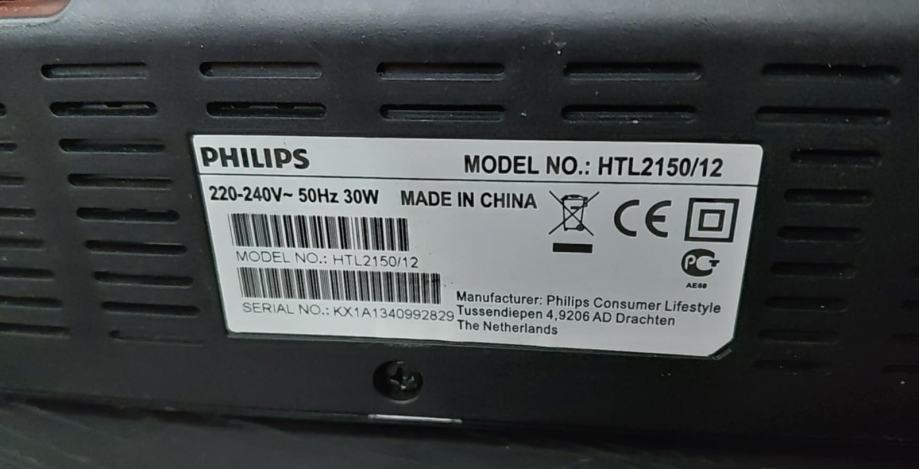 PHILIPS MODEL NO.: HTL2150/12
220-240V~ 50Hz 30W MADE IN CHINA
CE
MODEL NO.: HTL2150/12
PCT
AE68
SERIAL NO.: KX1A1340992829
Manufacturer: Philips Consumer Lifestyle
Tussendiepen 4,9206 AD Drachten
The Netherlands